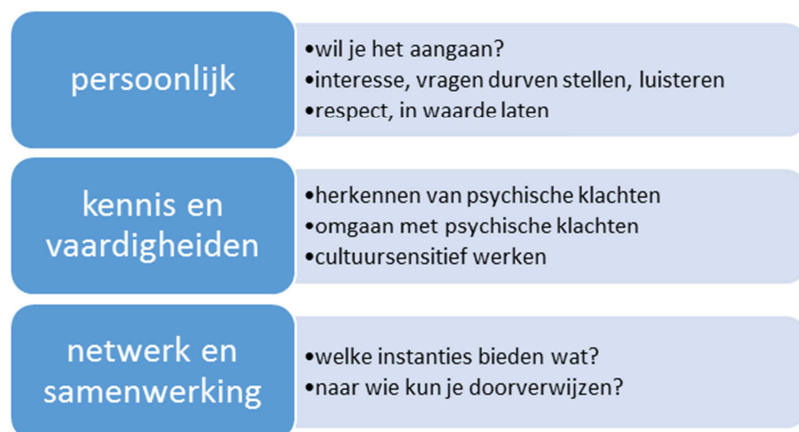 persoonlijk
•wil je het aangaan?
•interesse, vragen durven stellen, luisteren
•respect, in waarde laten
kennis en
vaardigheiden
•herkennen van psychische klachten
•omgaan met psychische klachten
•cultuursensitief werken
netwerk en
samenwerking
•welke instanties bieden wat?
•naar wie kun je doorverwijzen?